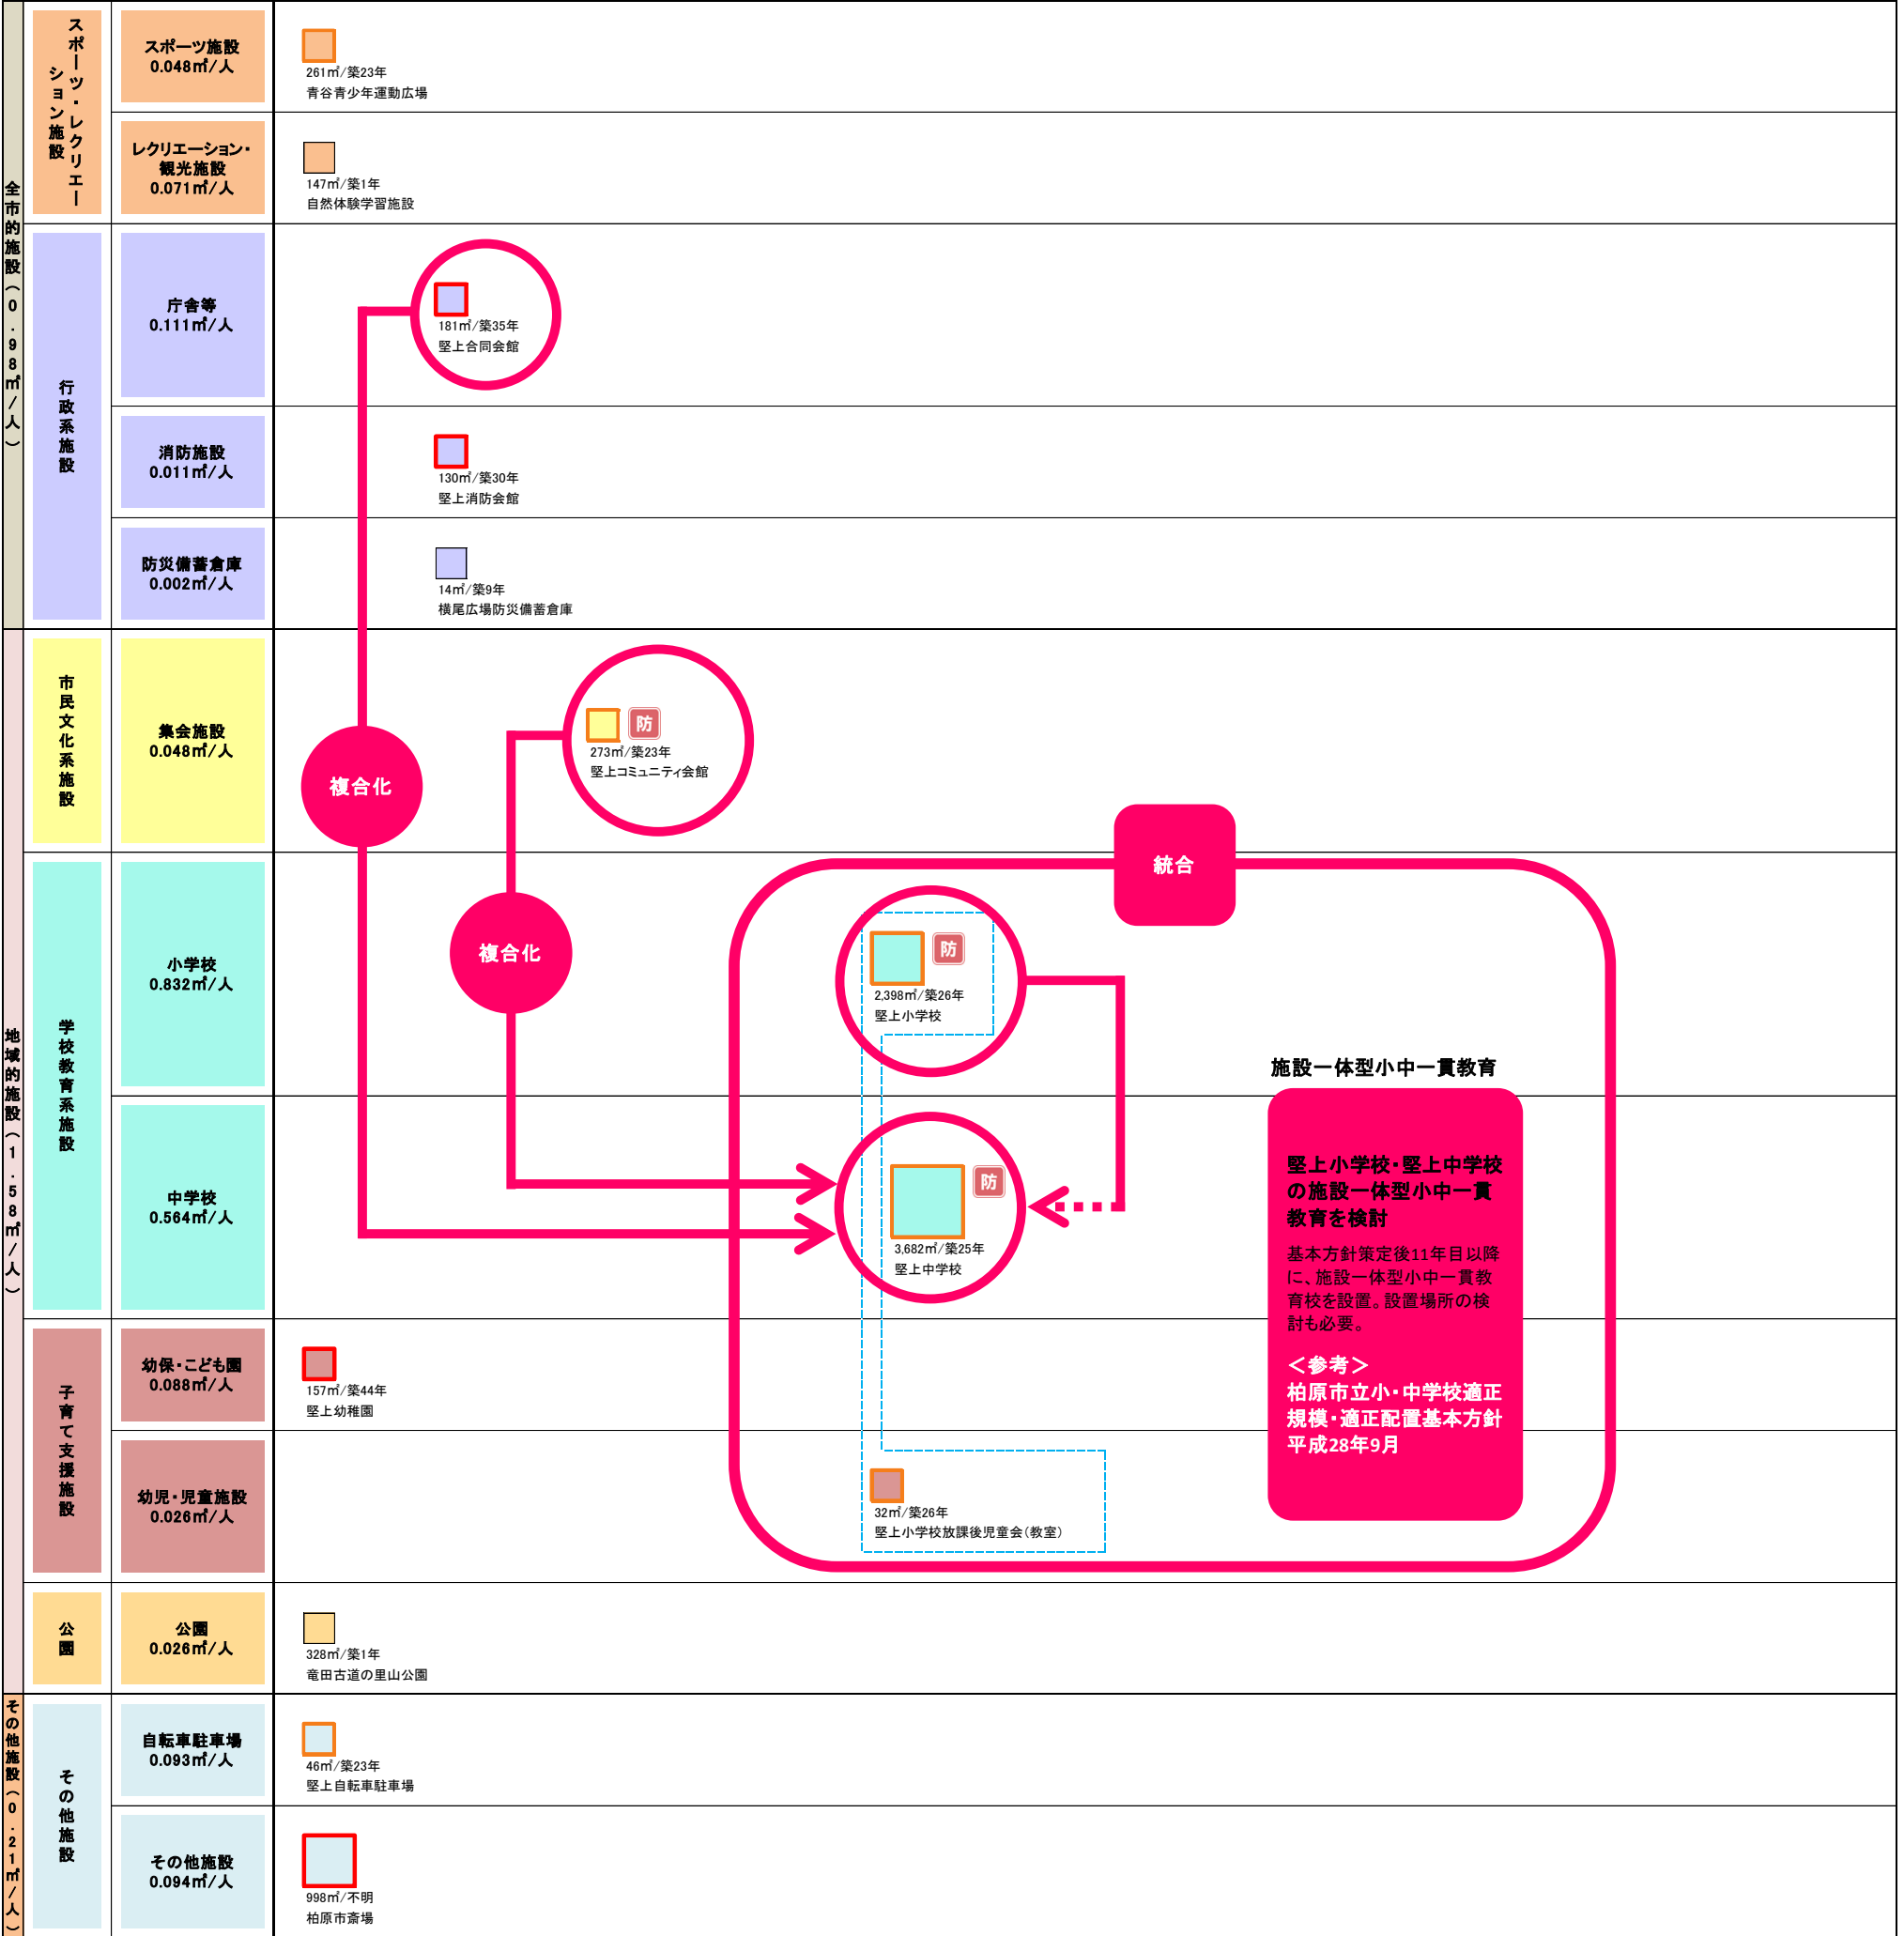 全市的施設（0.98㎡/人）
スポーツ・レクリエー
ション施設
スポーツ施設
0.048㎡/人
261㎡/築23年
青谷青少年運動広場
レクリエーション・
観光施設
0.071㎡/人
147㎡/築1年
自然体験学習施設
行政系施設
庁舎等
0.111㎡/人
181㎡/築35年
堅上合同会館
消防施設
0.011㎡/人
130㎡/築30年
堅上消防会館
防災備蓄倉庫
0.002㎡/人
14㎡/築9年
横尾広場防災備蓄倉庫
地域的施設（1.58㎡/人）
市民文化系施設
集会施設
0.048㎡/人
防
273㎡/築23年
堅上コミュニティ会館
複合化
複合化
統合
学校教育系施設
小学校
0.832㎡/人
防
2,398㎡/築26年
堅上小学校
中学校
0.564㎡/人
防
3,682㎡/築25年
堅上中学校
施設一体型小中一貫教育
堅上小学校・堅上中学校
の施設一体型小中一貫
教育を検討
基本方針策定後11年目以降
に、施設一体型小中一貫教
育校を設置。設置場所の検
討も必要。
＜参考＞
柏原市立小・中学校適正
規模・適正配置基本方針
平成28年9月
子育て支援施設
幼保・こども園
0.088㎡/人
157㎡/築44年
堅上幼稚園
幼児・児童施設
0.026㎡/人
32㎡/築26年
堅上小学校放課後児童会（教室）
公園
公園
0.026㎡/人
328㎡/築1年
竜田古道の里山公園
その他施設（0.21㎡/人）
その他施設
自転車駐車場
0.093㎡/人
46㎡/築23年
堅上自転車駐車場
その他施設
0.094㎡/人
998㎡/不明
柏原市斎場